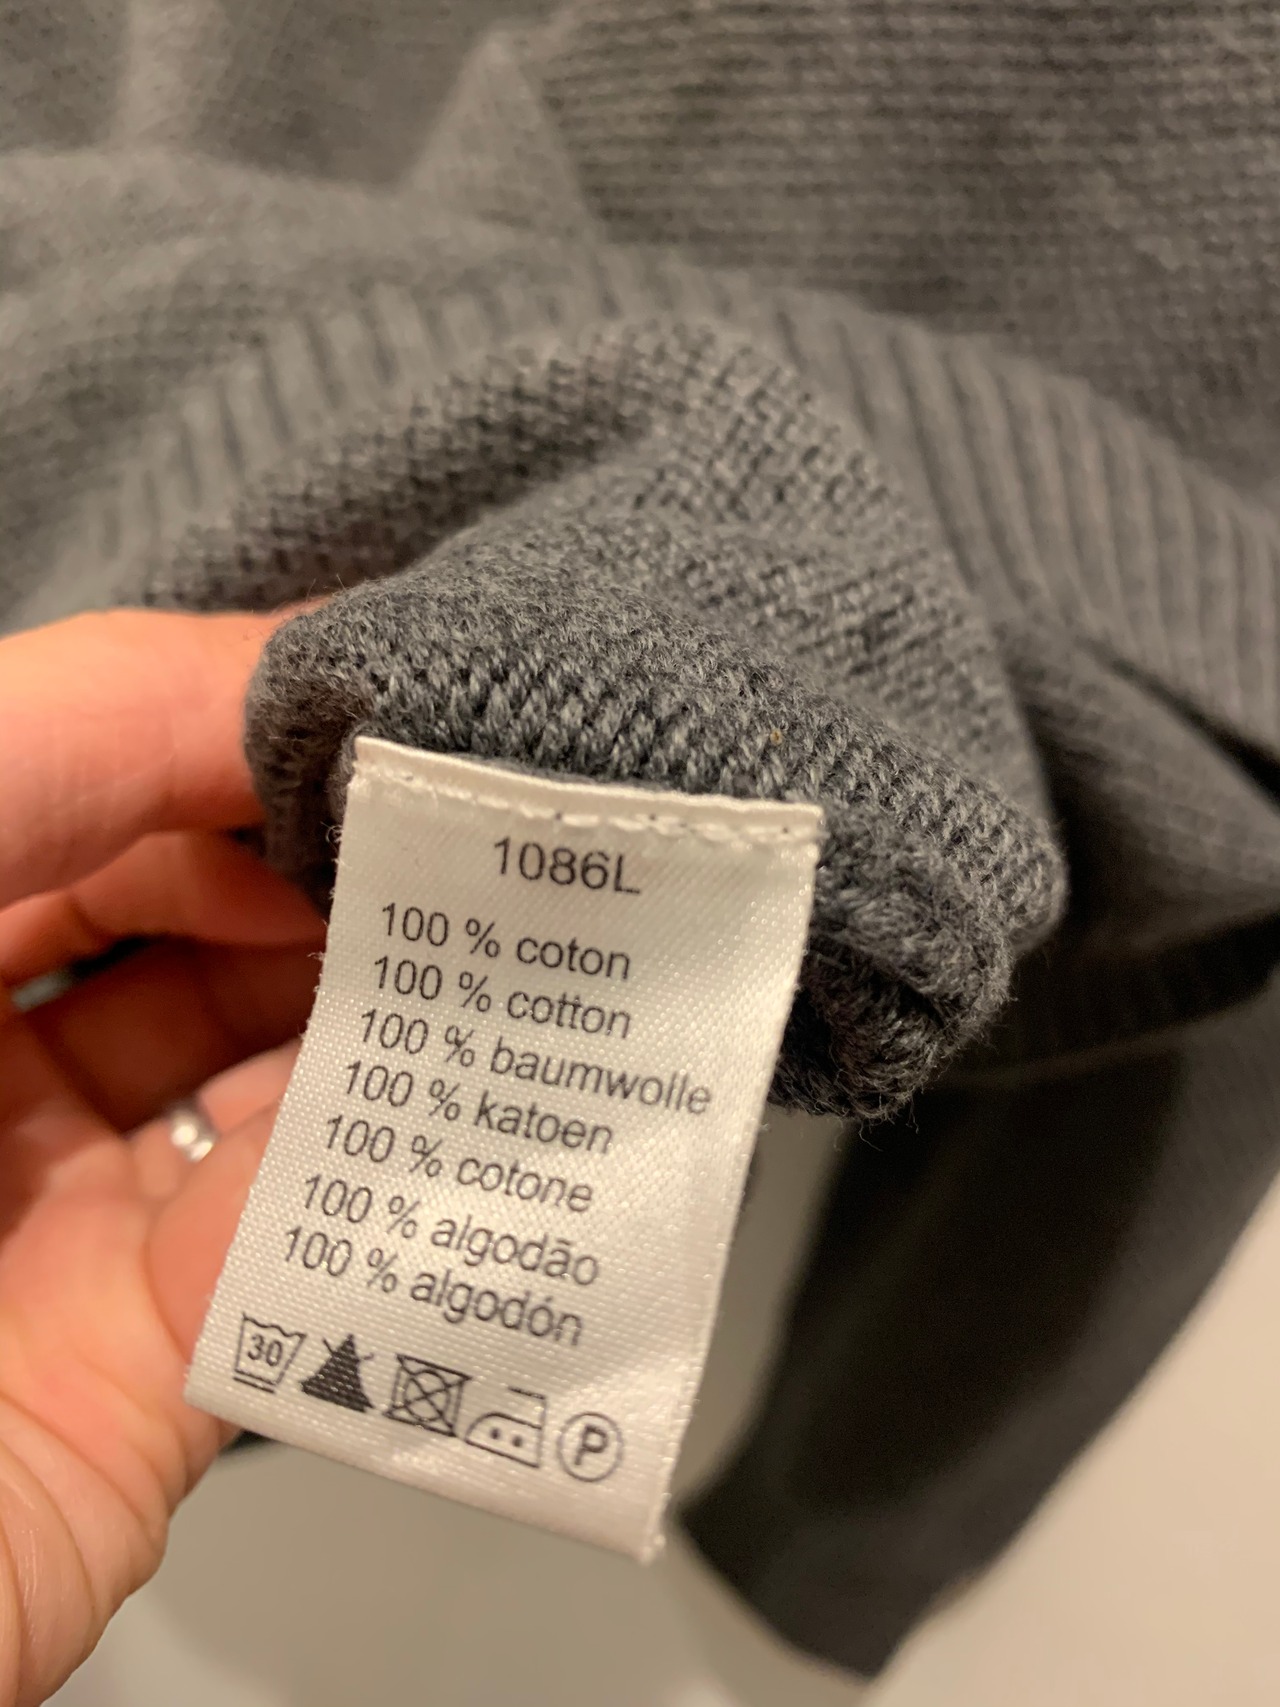 1086L
100 % coton
100 % cotton
100 % baumwolle
100 % katoen
100 % cotone
100 % algodão
100 % algodón
30 P